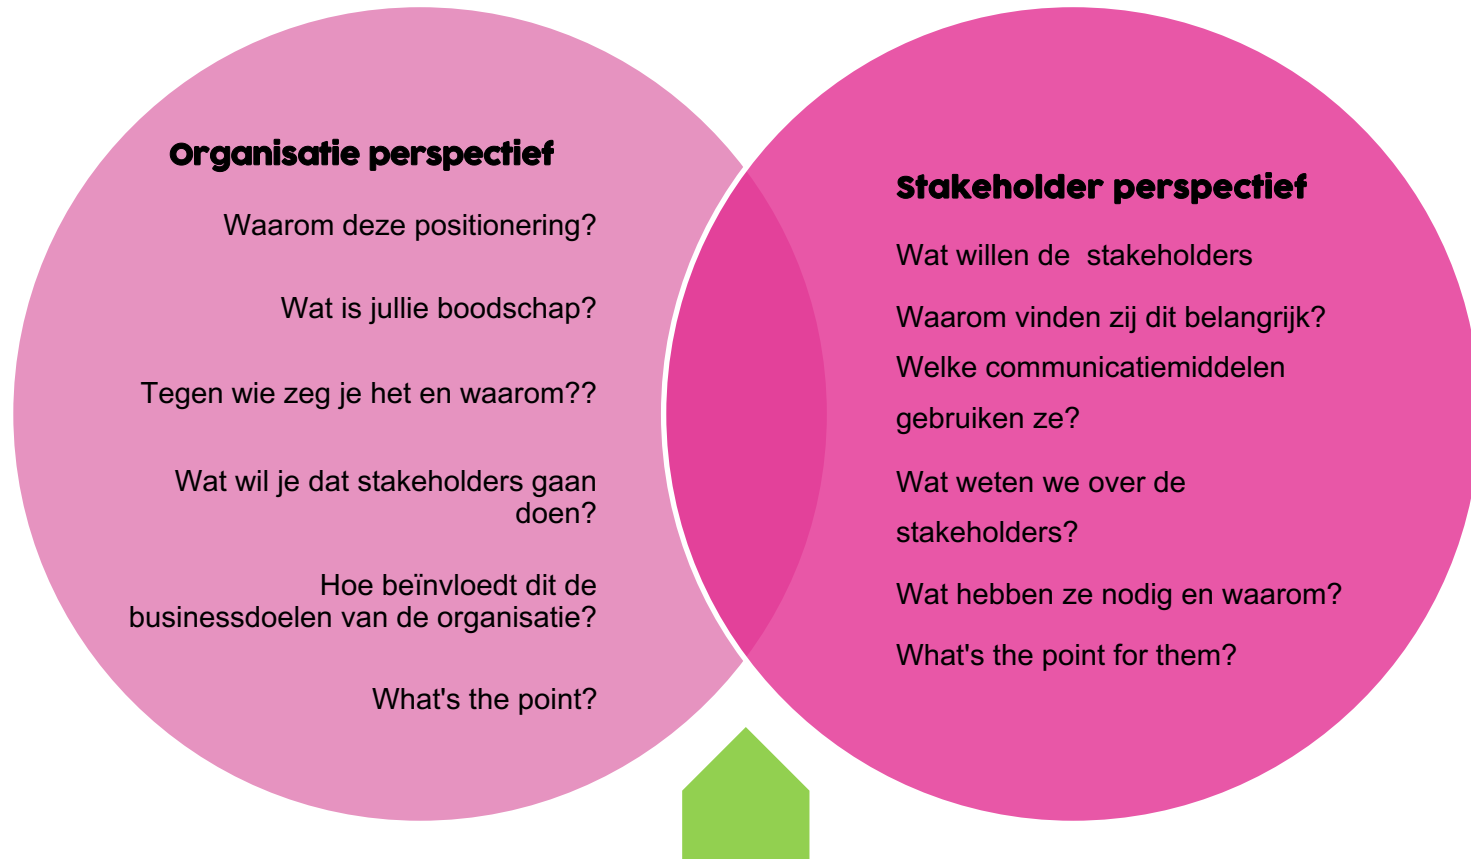 Organisatie perspectief
Waarom deze positionering?
Wat is jullie boodschap?
Tegen wie zeg je het en waarom??
Wat wil je dat stakeholders gaan
doen?
Hoe beïnvloedt dit de
businessdoelen van de organisatie?
What's the point?
Stakeholder perspectief
Wat willen de  stakeholders
Waarom vinden zij dit belangrijk?
Welke communicatiemiddelen
gebruiken ze?
Wat weten we over de
stakeholders?
Wat hebben ze nodig en waarom?
What's the point for them?